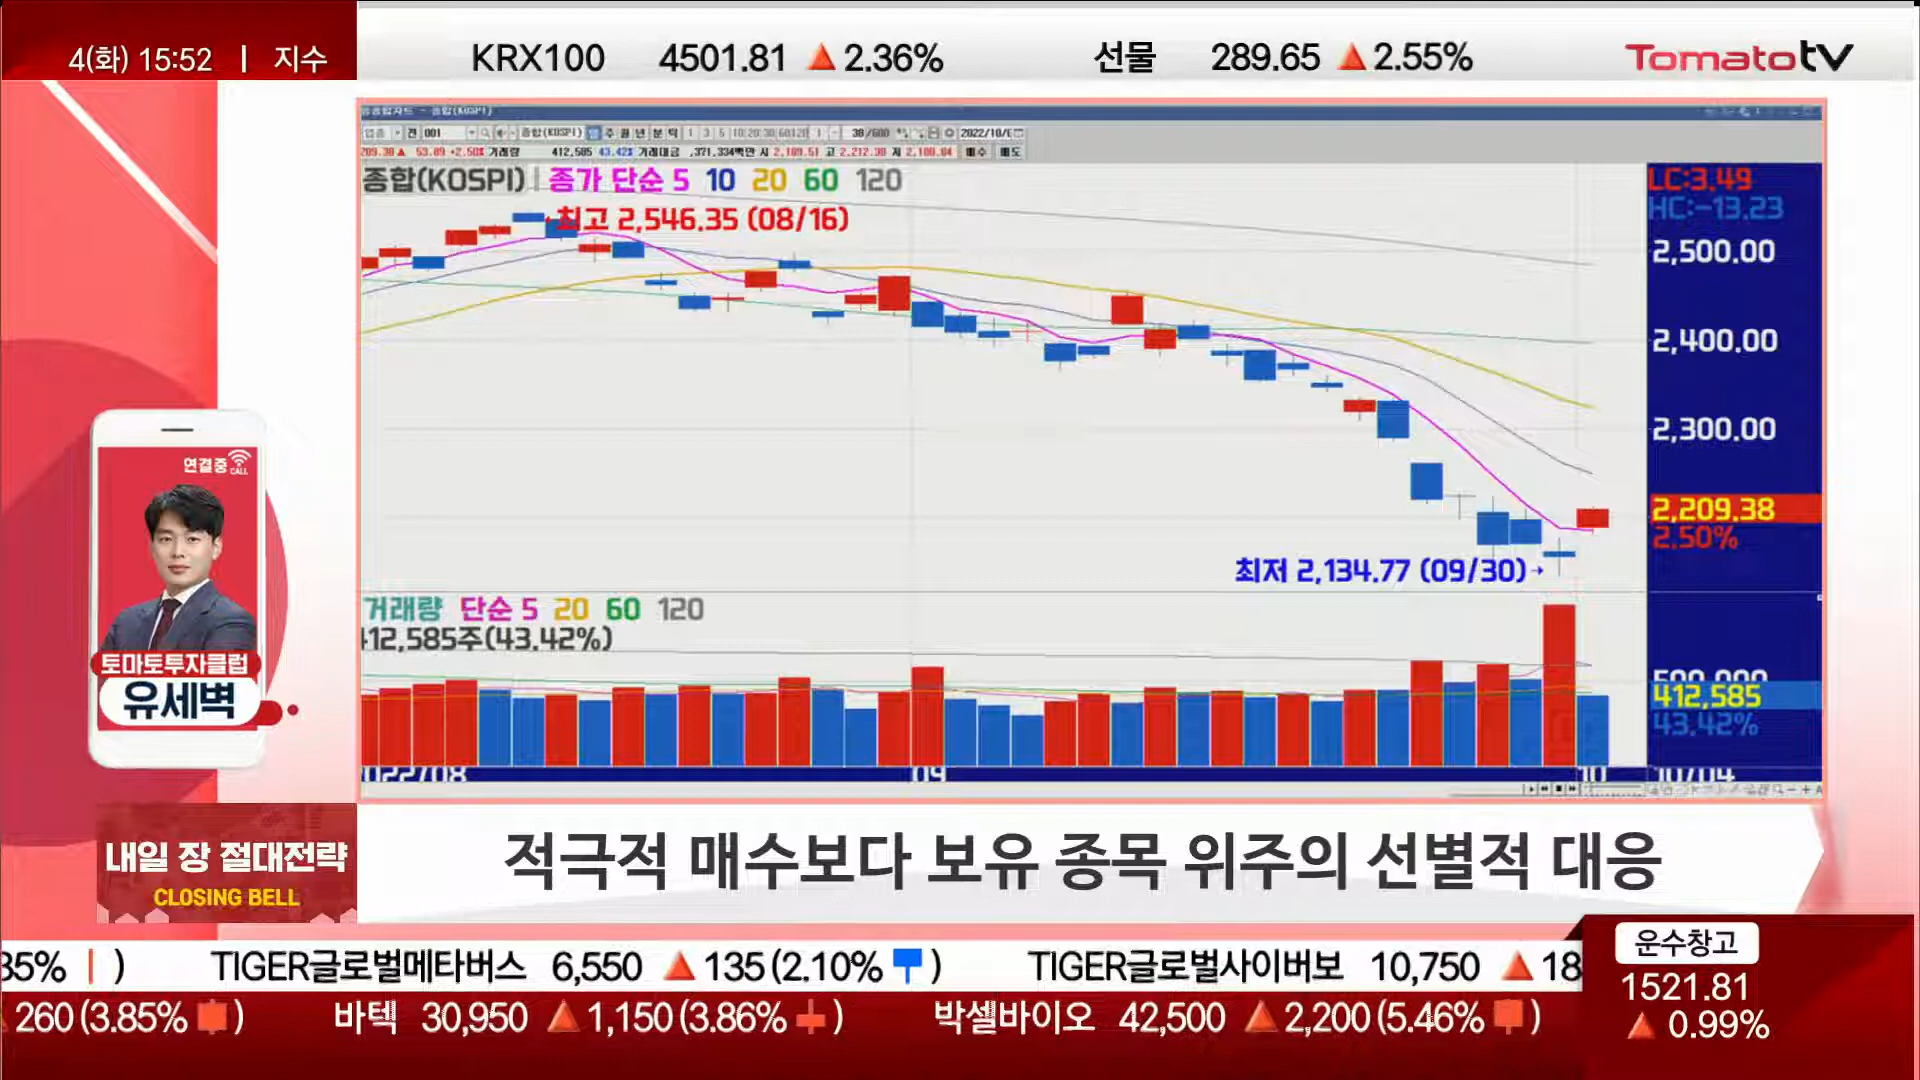 4(화) 15:52 | 지수
KRX100 4501.81 ▲ 2.36% 선물 289.65 ▲ 2.55%
Tomatotv
종합(KOSPI) 종가 단순 5 10 20 60 120
최고 2,546.35 (08/16)
LC:3.49
HC:-13.23
2,500.00
2,400.00
2,300.00
2,209.38
2.50%
최저 2,134.77 (09/30)
거래량 단순 5 20 60 120
412,585주(43.42%)
412,585
43.42%
2022/08 09 10 10/04
연결중
CALL
토마토투자클럽
유세벽
내일 장 절대전략
CLOSING BELL
적극적 매수보다 보유 종목 위주의 선별적 대응
35% ) TIGER글로벌메타버스 6,550 ▲ 135 (2.10% ) TIGER글로벌사이버보 10,750 ▲ 18
260 (3.85% ) 바텍 30,950 ▲ 1,150 (3.86% ) 박셀바이오 42,500 ▲ 2,200 (5.46% )
운수창고
1521.81
▲ 0.99%